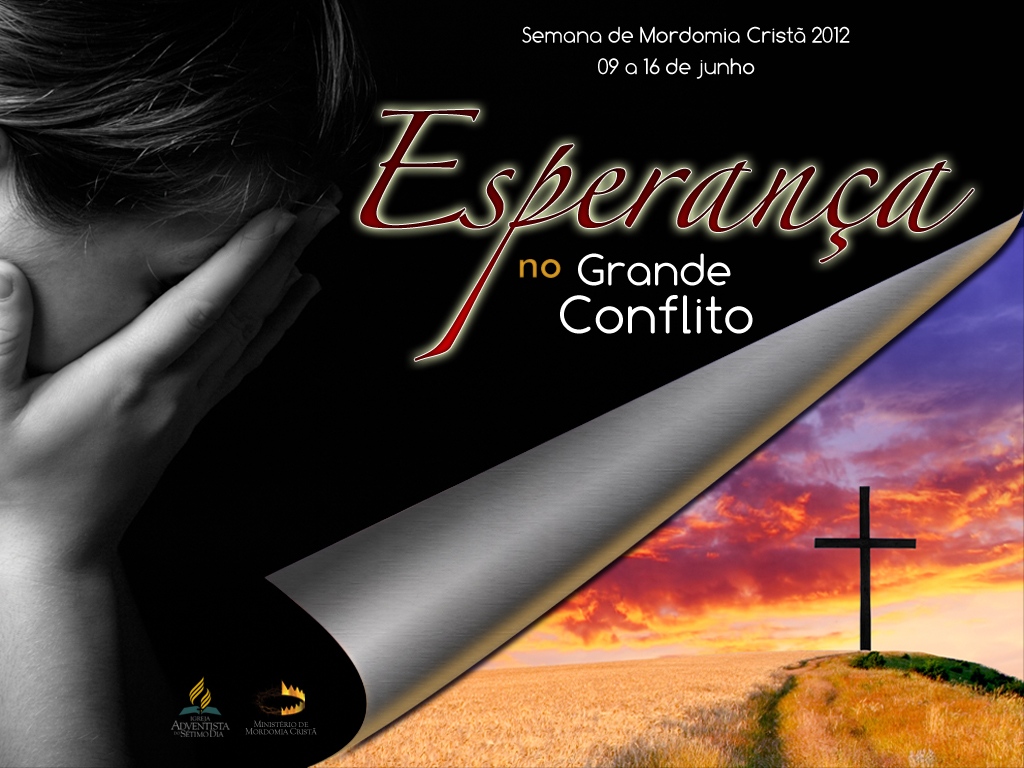 Semana de Mordomia Cristã 2012
09 a 16 de junho
Esperança
no Grande
Conflito
IGREJA
ADVENTISTA
DO SÉTIMO DIA
MINISTÉRIO DE
MORDOMIA CRISTÃ